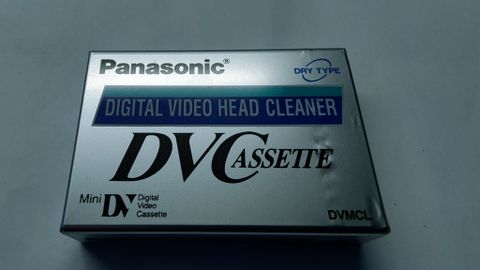 Panasonic®
DRY TYPE
DIGITAL VIDEO HEAD CLEANER
DVCASSETTE
Mini DV Digital
Video
Cassette
DVMCL